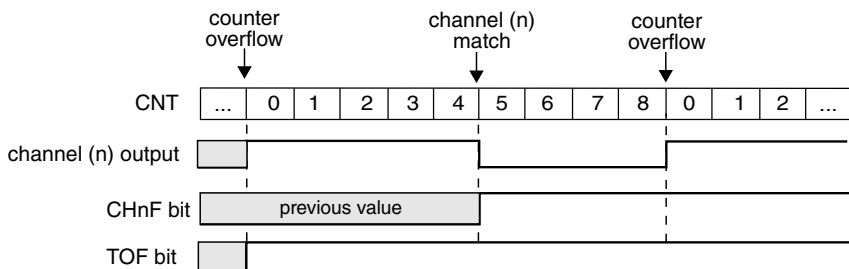 counter overflow
channel (n) match
counter overflow
CNT ... 0 1 2 3 4 5 6 7 8 0 1 2 ...
channel (n) output
CHnF bit previous value
TOF bit